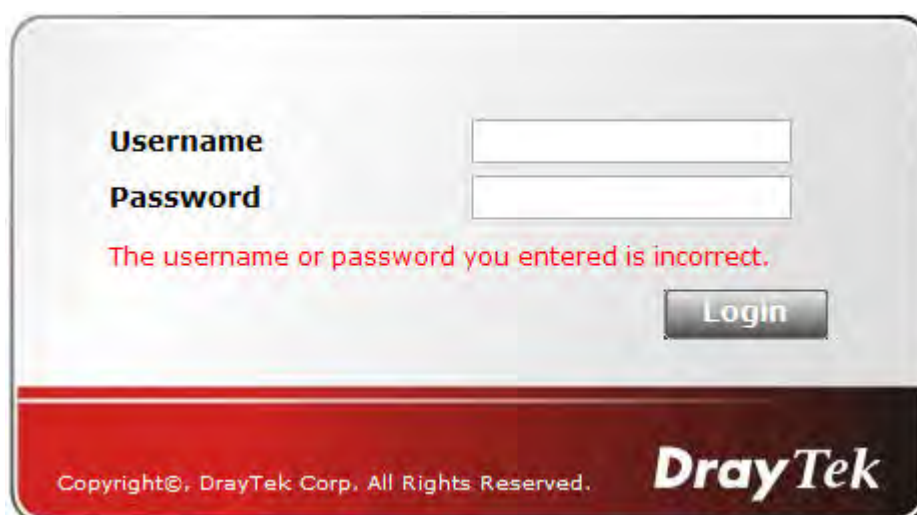 Username
Password
The username or password you entered is incorrect.
Login
Copyright©, DrayTek Corp. All Rights Reserved.
DrayTek